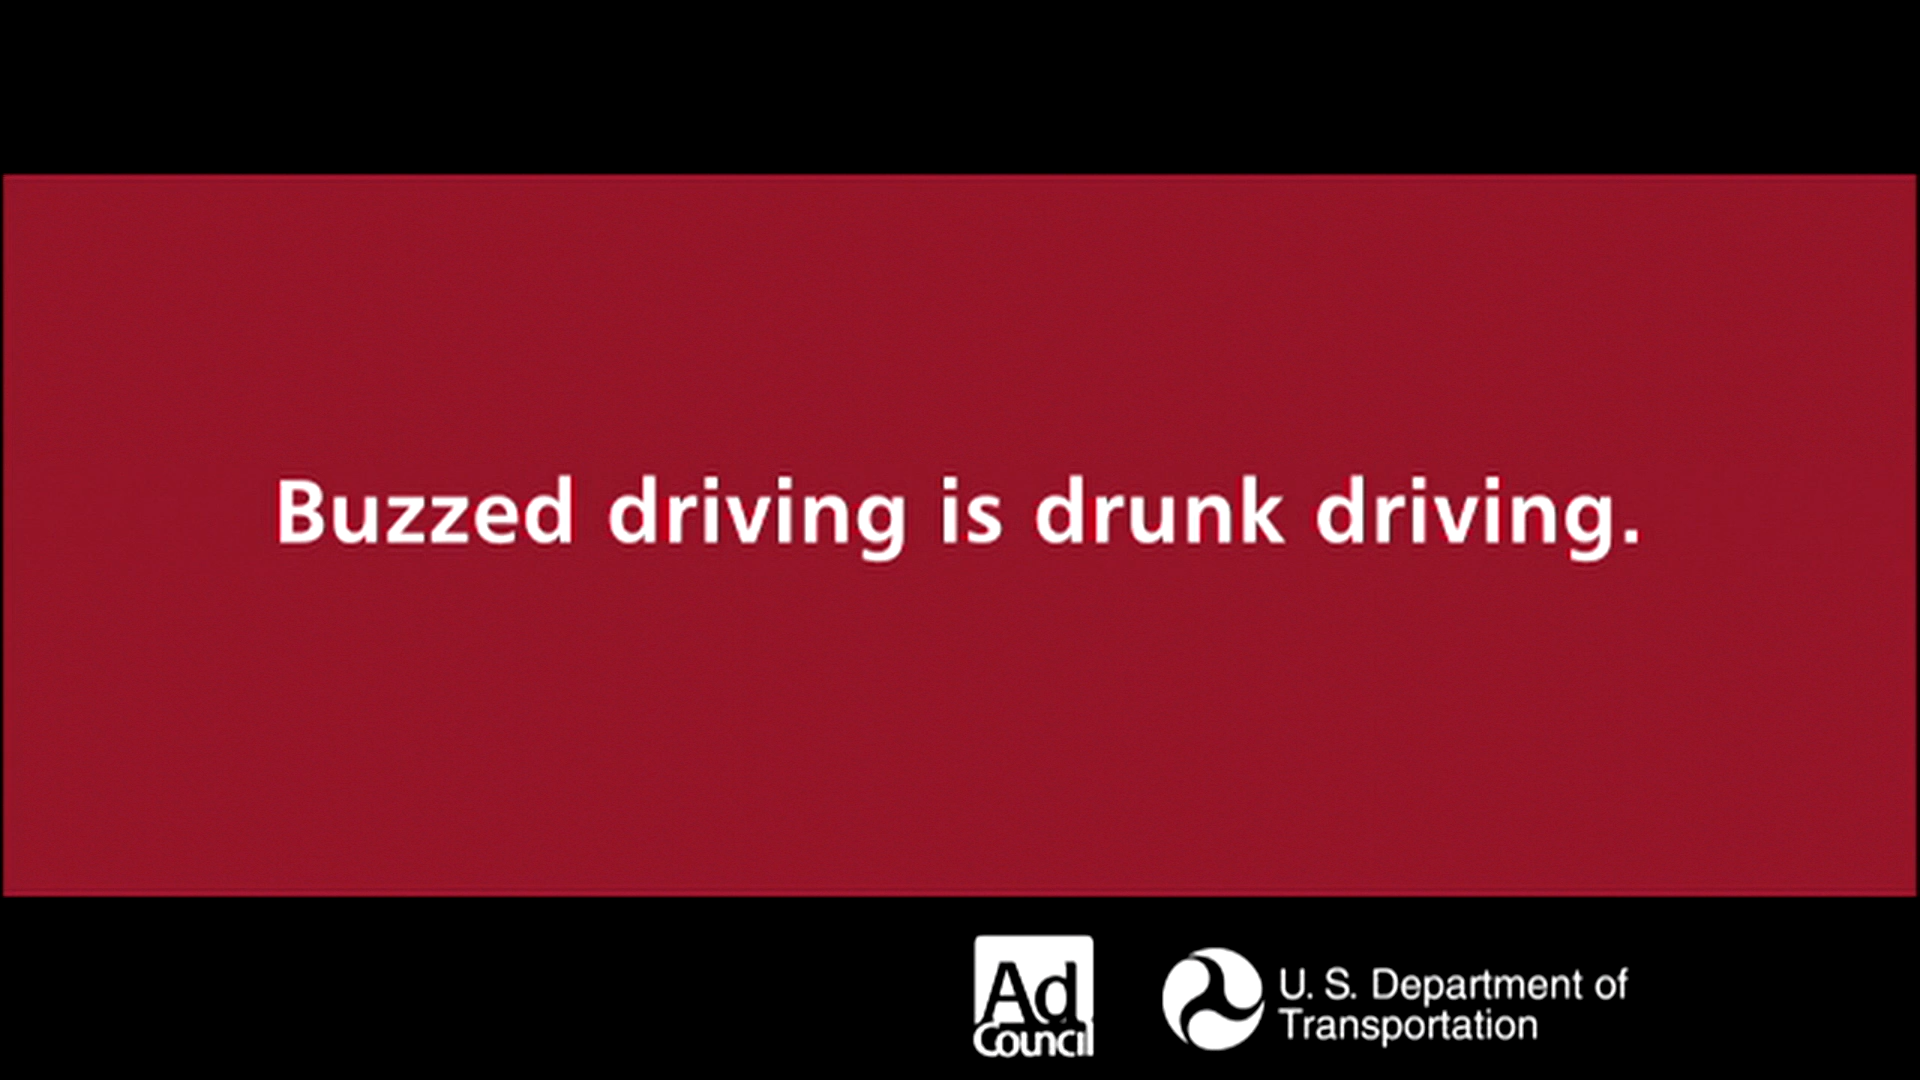 Buzzed driving is drunk driving.
Ad
Council
U. S. Department of
Transportation